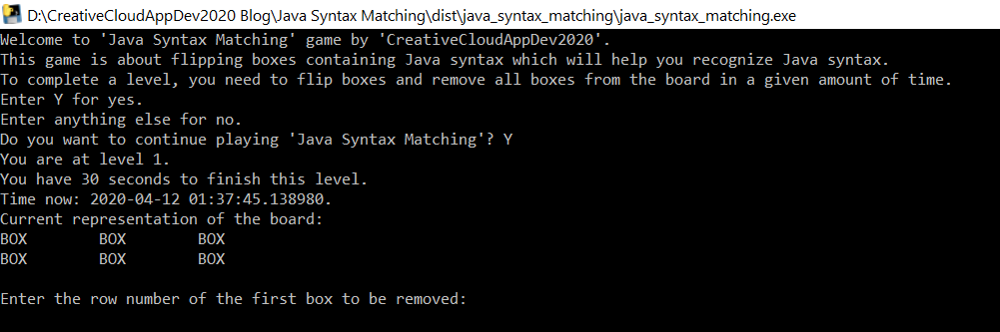 D:\CreativeCloudAppDev2020 Blog\Java Syntax Matching\dist\java_syntax_matching\java_syntax_matching.exe
Welcome to 'Java Syntax Matching' game by 'CreativeCloudAppDev2020'.
This game is about flipping boxes containing Java syntax which will help you recognize Java syntax.
To complete a level, you need to flip boxes and remove all boxes from the board in a given amount of time.
Enter Y for yes.
Enter anything else for no.
Do you want to continue playing 'Java Syntax Matching'? Y
You are at level 1.
You have 30 seconds to finish this level.
Time now: 2020-04-12 01:37:45.138980.
Current representation of the board:
BOX BOX BOX
BOX BOX BOX
Enter the row number of the first box to be removed: